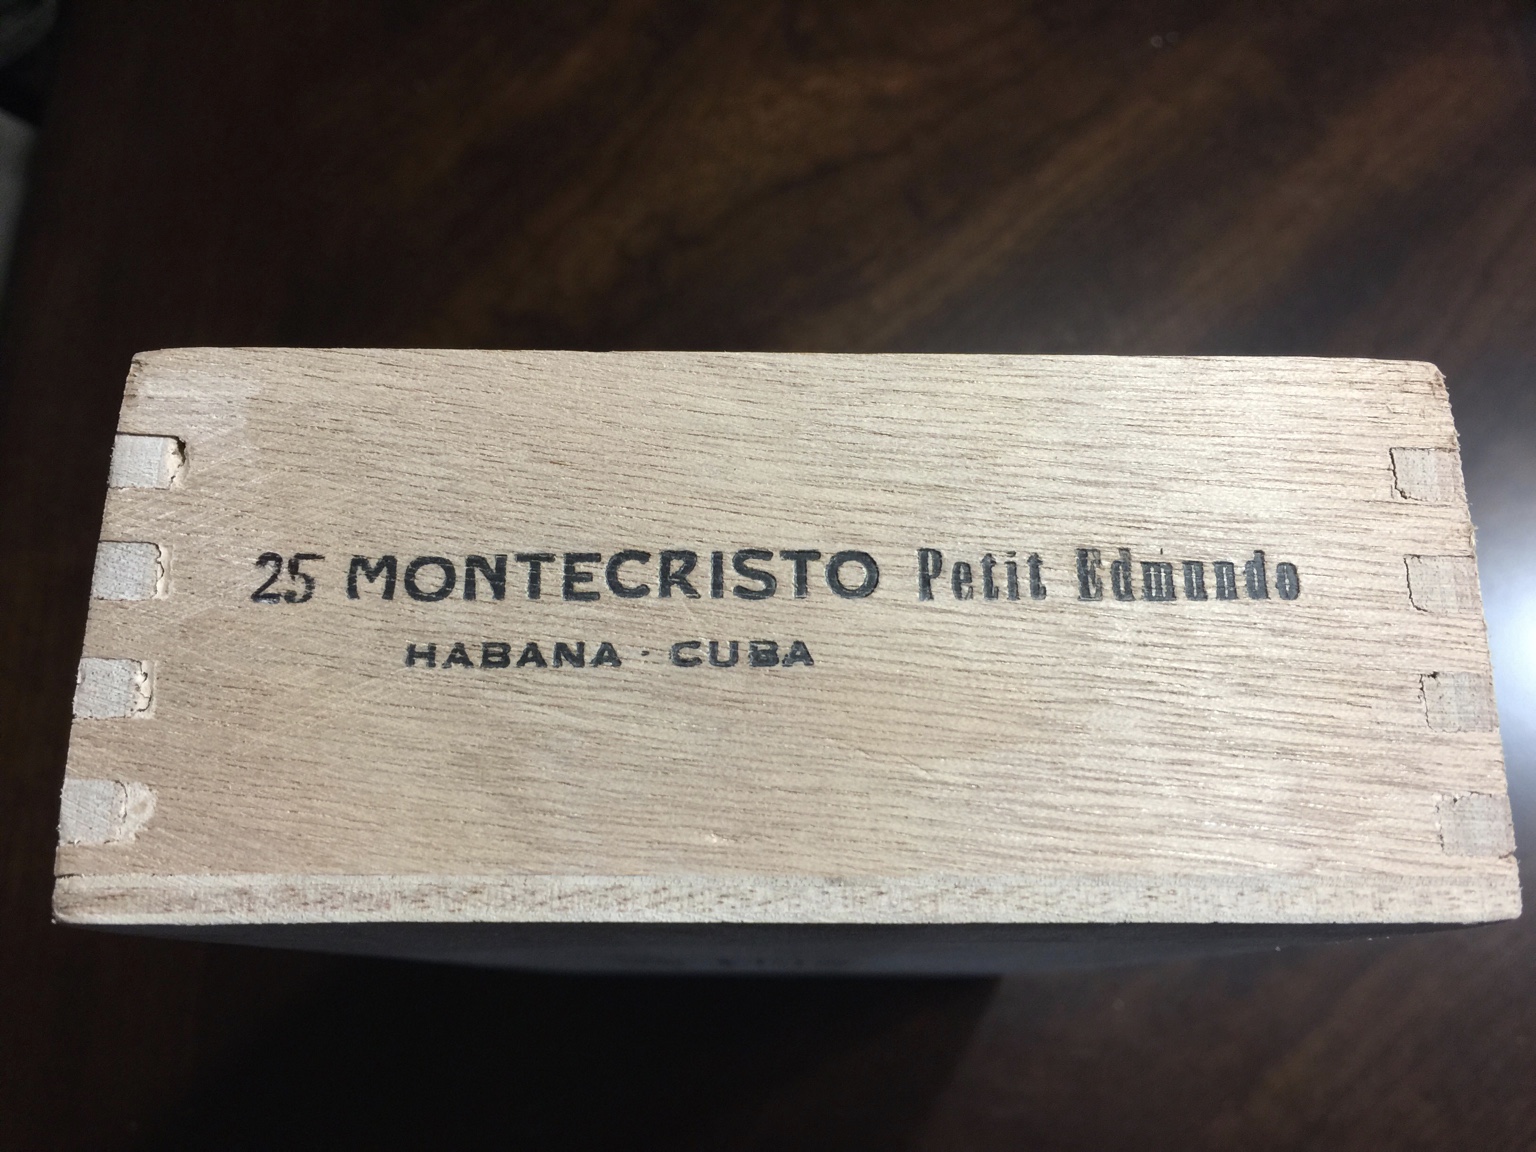 25 MONTECRISTO Petit Edmundo
HABANA · CUBA